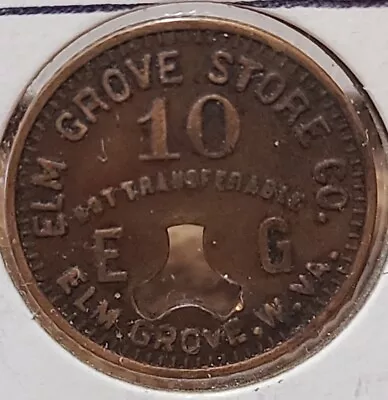 ELM GROVE STORE CO.
10
NOT TRANSFERABLE
E G
ELM. GROVE. W. VA.